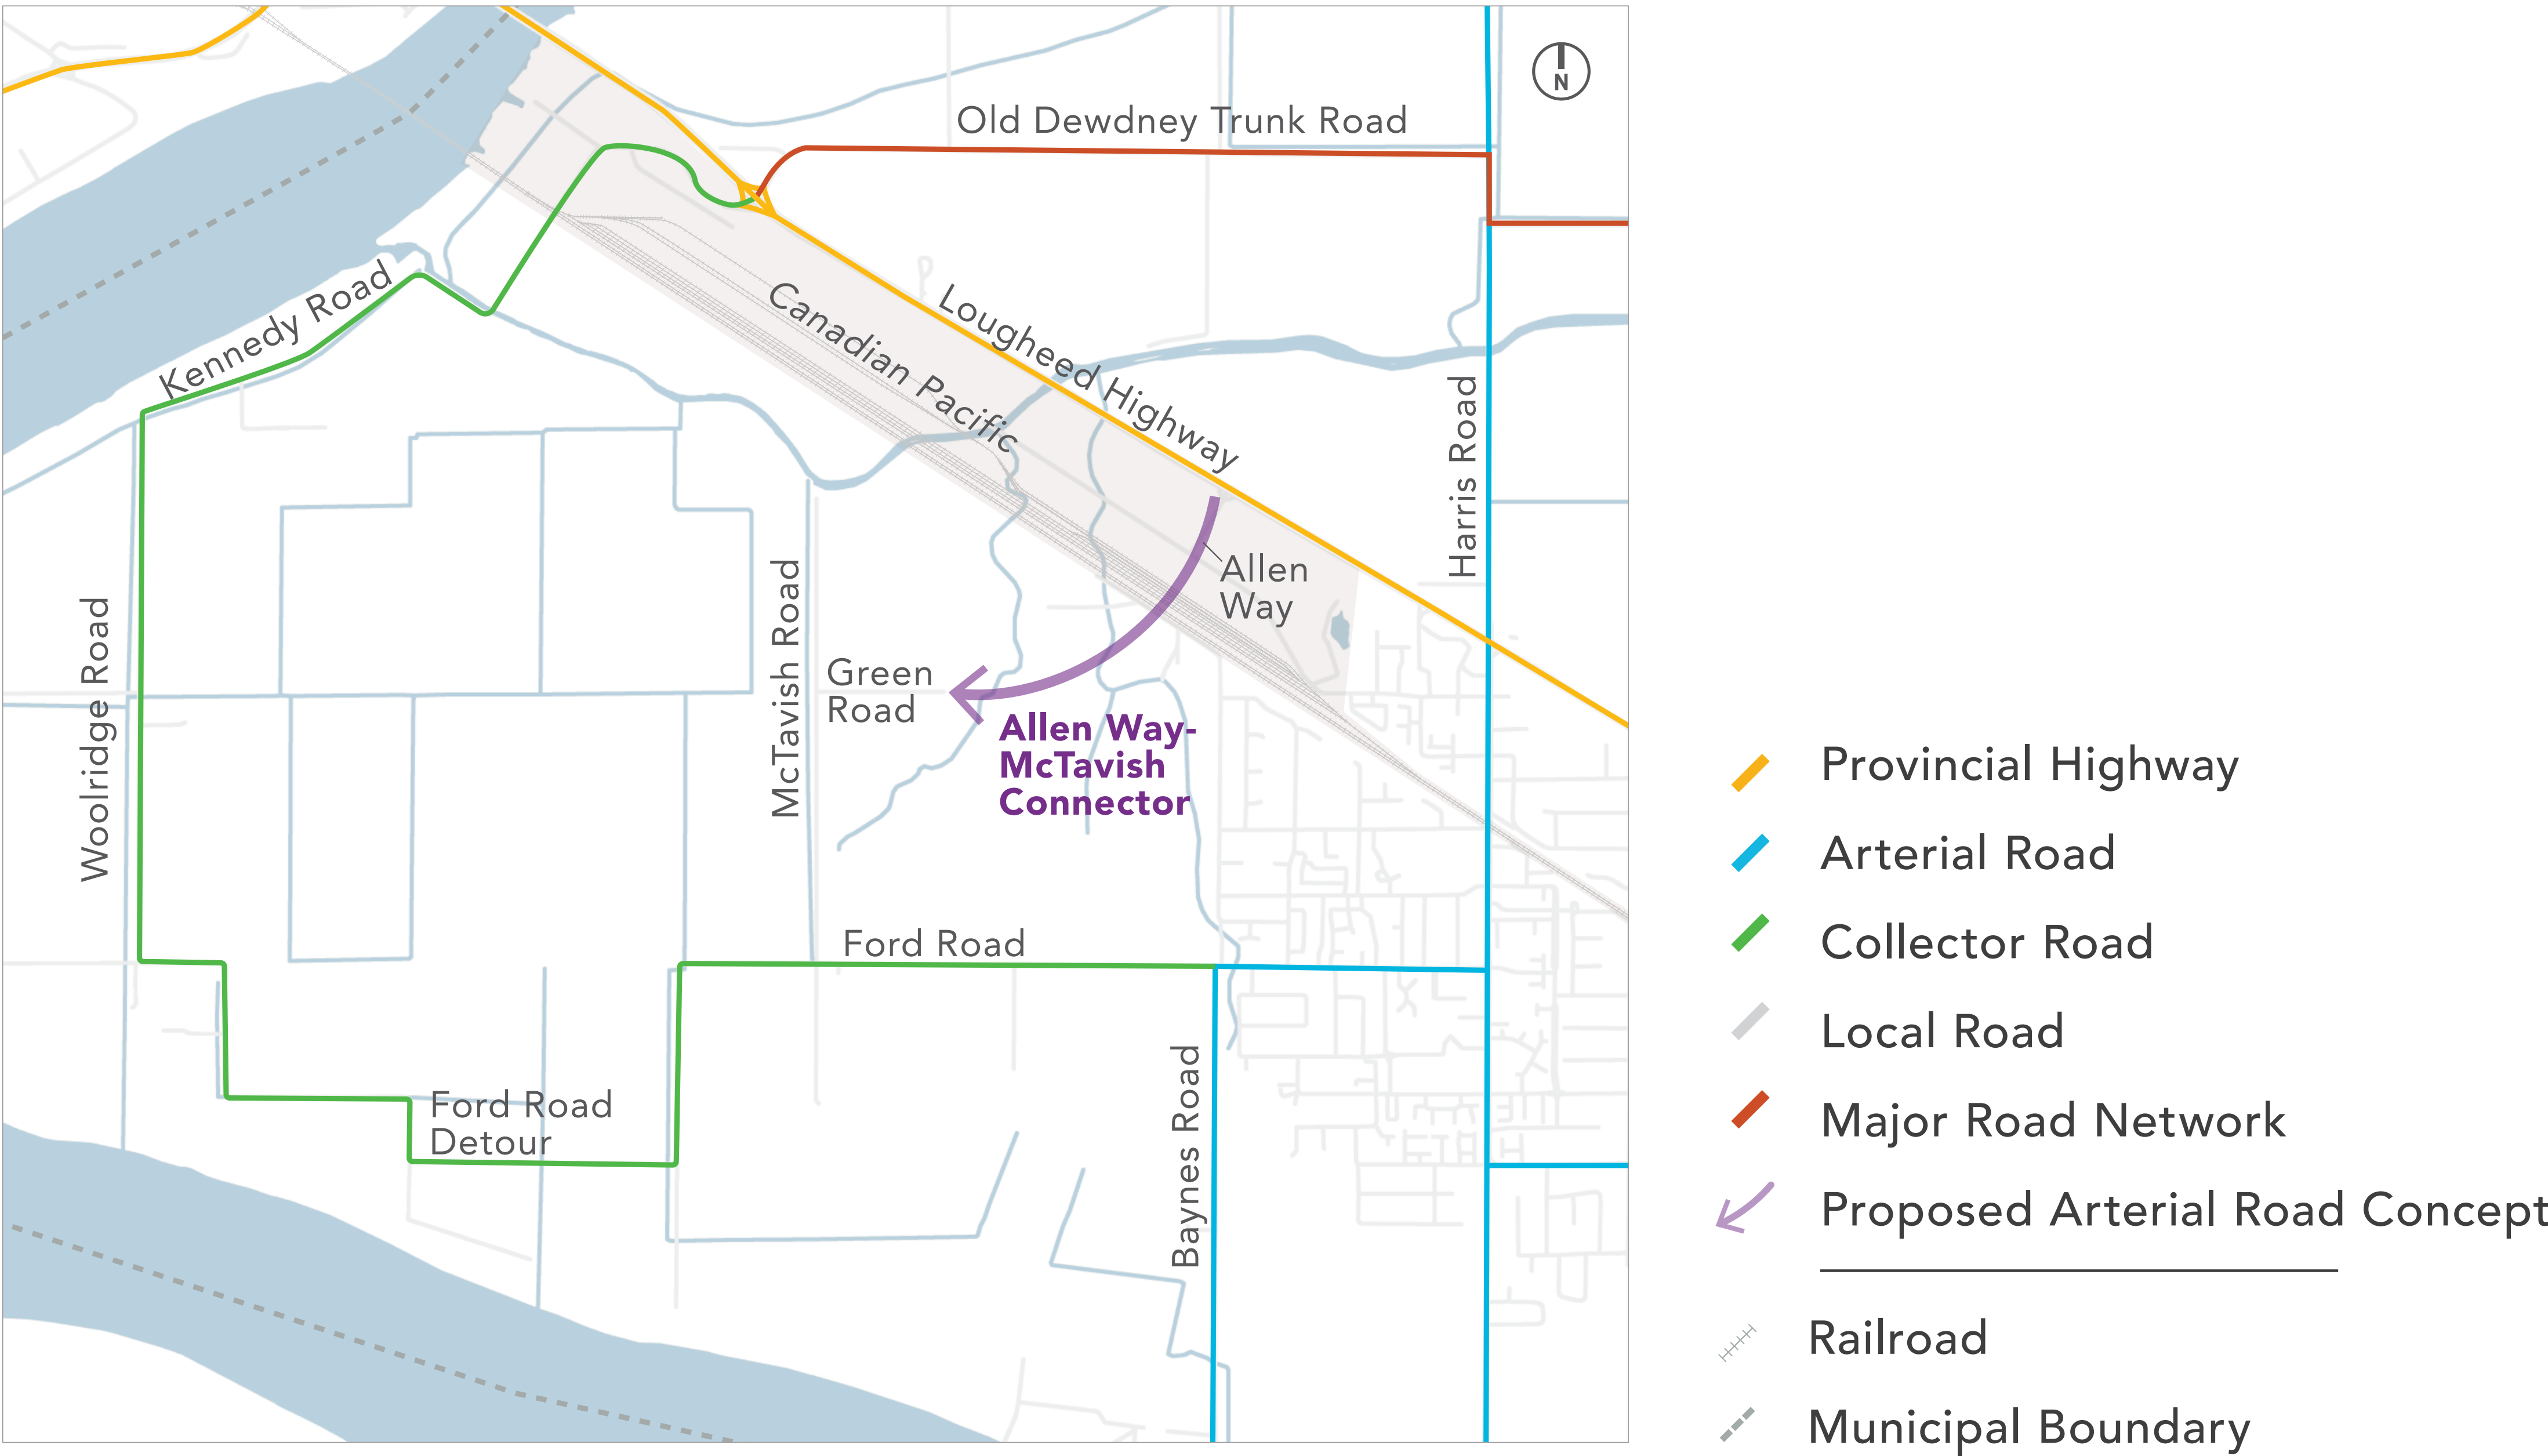 N
Old Dewdney Trunk Road
Kennedy Road
Lougheed Highway
Canadian Pacific
Harris Road
Allen
Way
Woolridge Road
McTavish Road
Green
Road
Allen Way-
McTavish
Connector
Ford Road
Ford Road
Detour
Baynes Road
Provincial Highway
Arterial Road
Collector Road
Local Road
Major Road Network
Proposed Arterial Road Concept
Railroad
Municipal Boundary